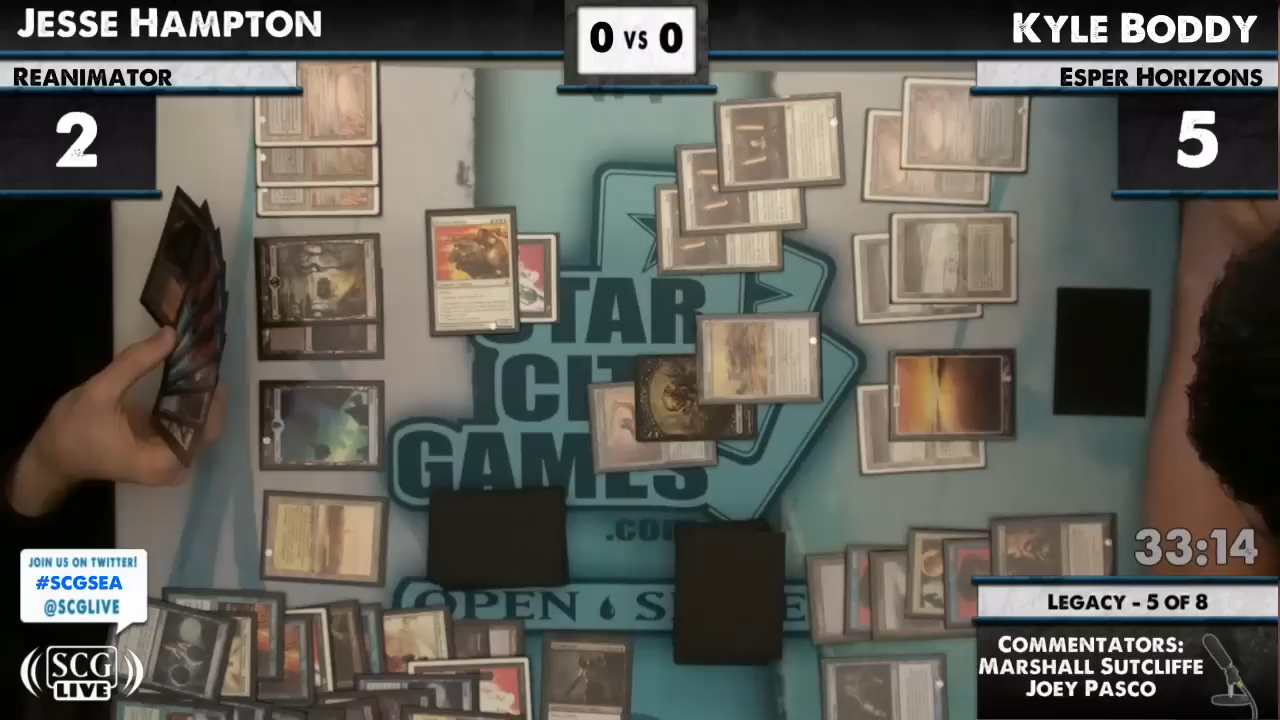 JESSE HAMPTON
0 VS 0
KYLE BODDY
REANIMATOR
ESPER HORIZONS
2
5
STAR
CITY
GAMES
.com
OPEN SE
33:14
JOIN US ON TWITTER!
#SCGSEA
@SCGLIVE
SCG
LIVE
LEGACY - 5 OF 8
COMMENTATORS:
MARSHALL SUTCLIFFE
JOEY PASCO